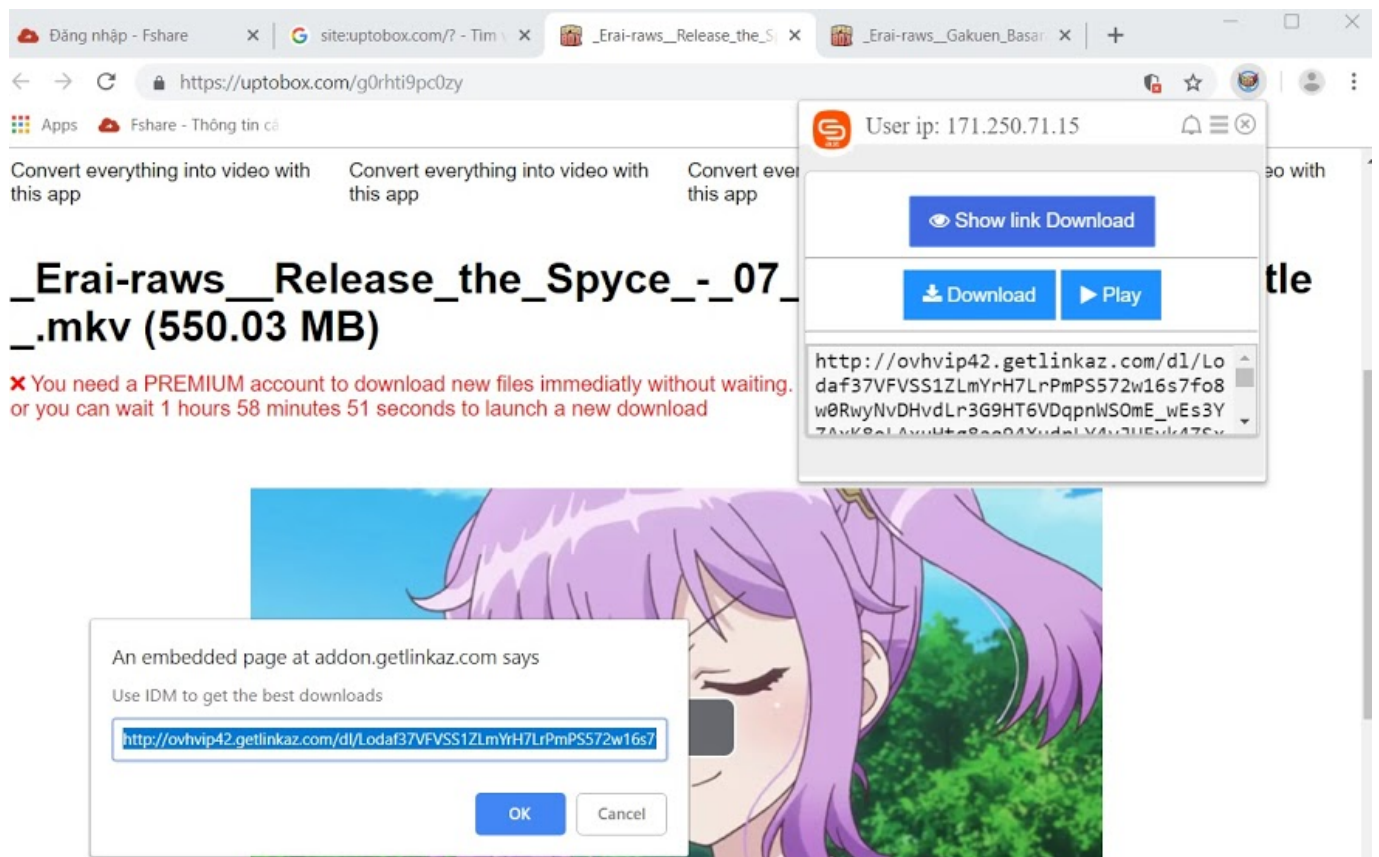 Đăng nhập - Fshare
site:uptobox.com/? - Tìm
_Erai-raws__Release_the_S
_Erai-raws__Gakuen_Basar
https://uptobox.com/g0rhti9pc0zy
Apps
Fshare - Thông tin cá
User ip: 171.250.71.15
Convert everything into video with
this app
Convert everything into video with
this app
Convert ever
this app
eo with
Show link Download
Download
Play
_Erai-raws__Release_the_Spyce_-_07_
tle
_.mkv (550.03 MB)
http://ovhvip42.getlinkaz.com/dl/Lo
daf37VFVSS1ZLmYrH7LrPmPS572w16s7fo8
w0RwyNvDHvdLr3G9HT6VDqpnWSOmE_wEs3Y
You need a PREMIUM account to download new files immediatly without waiting.
or you can wait 1 hours 58 minutes 51 seconds to launch a new download
An embedded page at addon.getlinkaz.com says
Use IDM to get the best downloads
http://ovhvip42.getlinkaz.com/dl/Lodaf37VFVSS1ZLmYrH7LrPmPS572w16s7
OK
Cancel